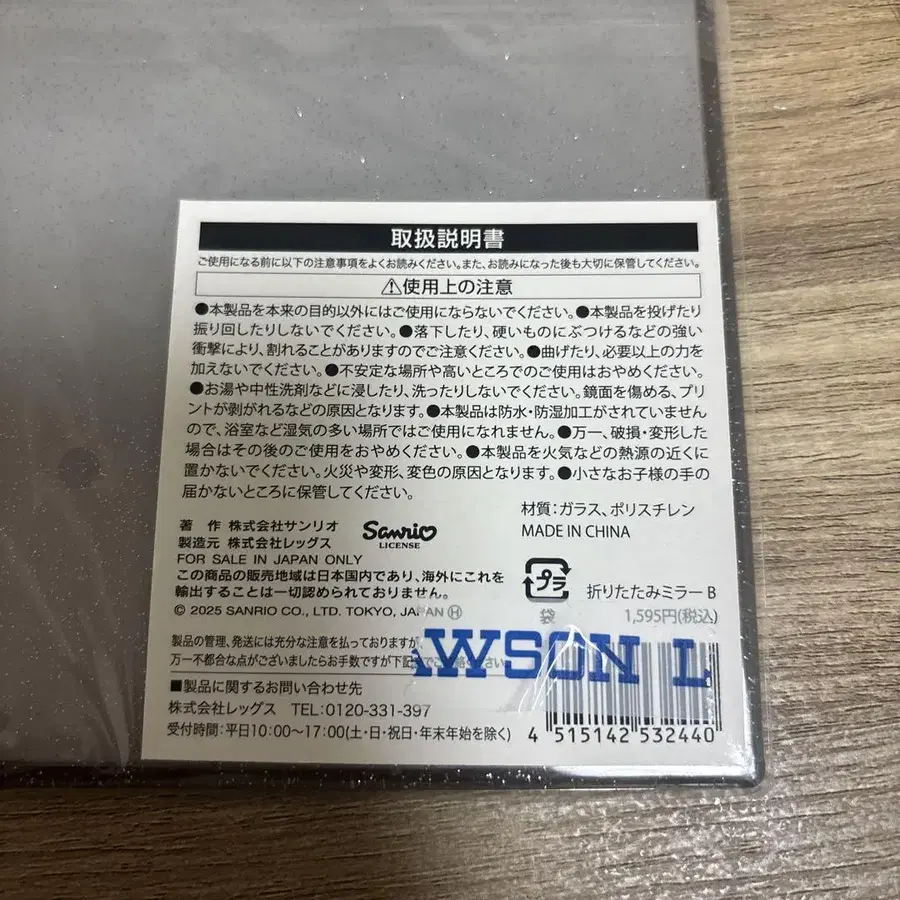 取扱説明書
ご使用になる前に以下の注意事項をよくお読みください。また、お読みになった後も大切に保管してください。
⚠使用上の注意
●本製品を本来の目的以外にはご使用にならないでください。●本製品を投げたり
振り回したりしないでください。●落下したり、硬いものにぶつけるなどの強い
衝撃により、割れることがありますのでご注意ください。●曲げたり、必要以上の力を
加えないでください。●不安定な場所や高いところでのご使用はおやめください。
●お湯や中性洗剤などに浸したり、洗ったりしないでください。鏡面を傷める、プリ
ントが剥がれるなどの原因となります。●本製品は防水・防湿加工がされていません
ので、浴室など湿気の多い場所ではご使用になれません。●万一、破損・変形した
場合はその後のご使用をおやめください。●本製品を火気などの熱源の近くに
置かないでください。火災や変形、変色の原因となります。●小さなお子様の手の
届かないところに保管してください。
材質:ガラス、ポリスチレン
MADE IN CHINA
著 作 株式会社サンリオ
製造元 株式会社レッグス
Sanrio
LICENSE
FOR SALE IN JAPAN ONLY
この商品の販売地域は日本国内であり、海外にこれを
輸出することは一切認められておりません。
© 2025 SANRIO CO., LTD. TOKYO, JAPAN Ⓗ
プラ
袋
折りたたみミラー B
1,595円(税込)
製品の管理、発送には充分な注意を払っておりますが
万一不都合な点がございましたらお手数ですが下記までご連絡ください。
AWSON L
■製品に関するお問い合わせ先
株式会社レッグス TEL:0120-331-397
受付時間:平日10:00〜17:00(土・日・祝日・年末年始を除く)
4 515142 532440